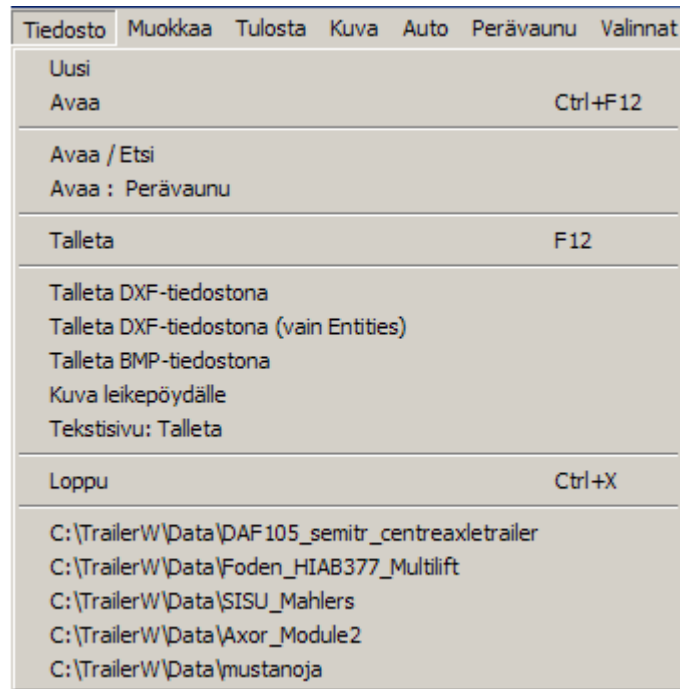 Tiedosto Muokkaa Tulosta Kuva Auto Perävaunu Valinnat
Uusi
Avaa Ctrl+F12
Avaa / Etsi
Avaa : Perävaunu
Talleta F12
Talleta DXF-tiedostona
Talleta DXF-tiedostona (vain Entities)
Talleta BMP-tiedostona
Kuva leikepöydälle
Tekstisivu: Talleta
Loppu Ctrl+X
C:\TrailerW\Data\DAF105_semitr_centreaxletrailer
C:\TrailerW\Data\Foden_HIAB377_Multilift
C:\TrailerW\Data\SISU_Mahlers
C:\TrailerW\Data\Axor_Module2
C:\TrailerW\Data\mustanoja